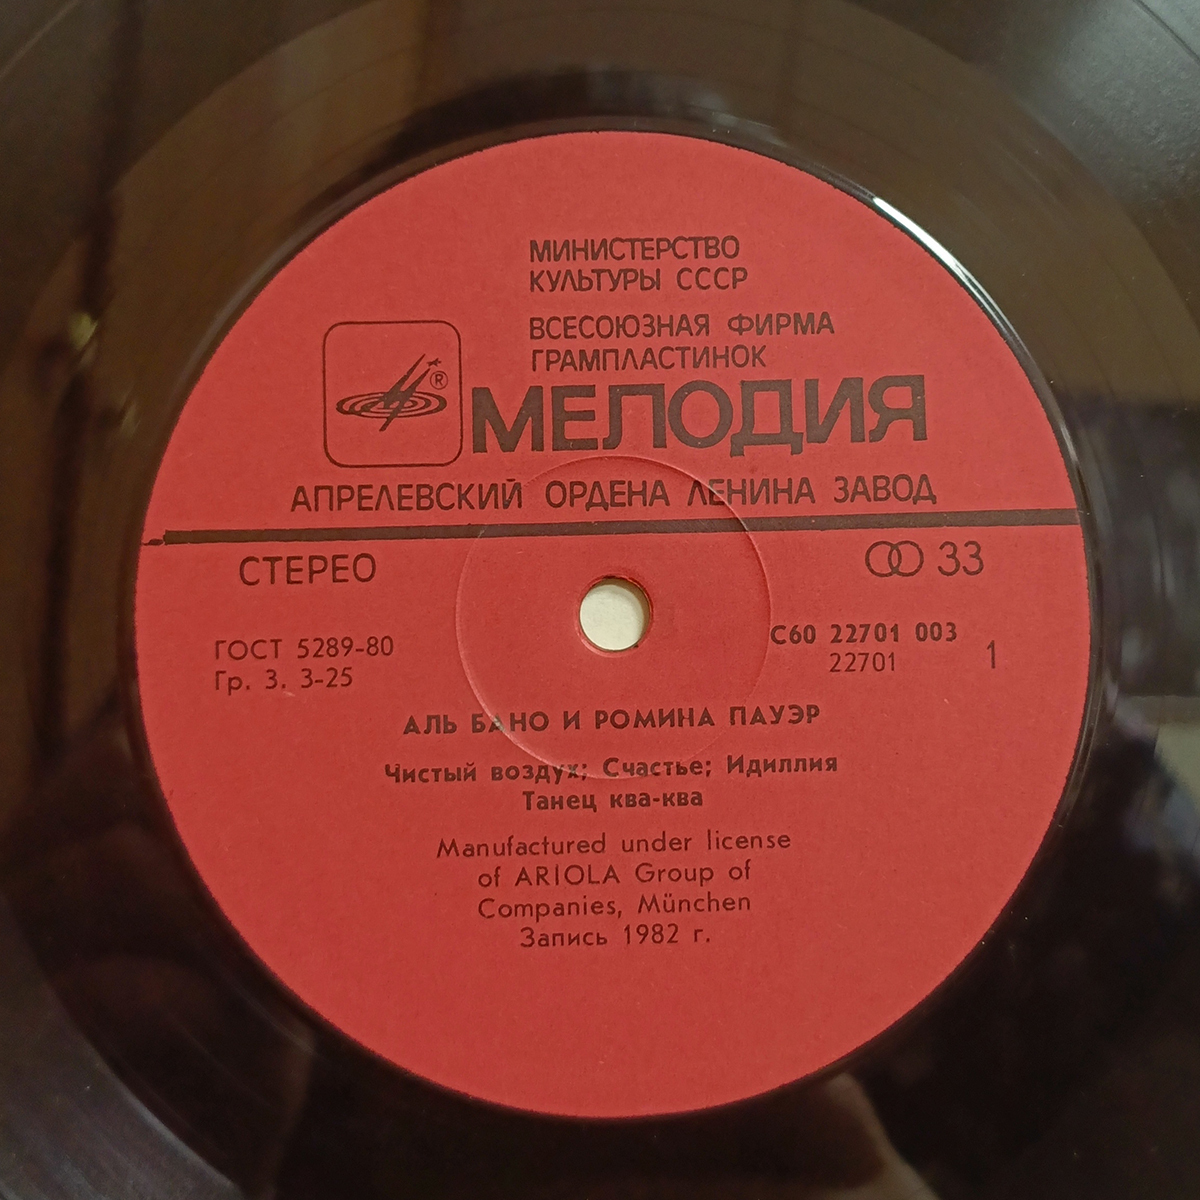 МИНИСТЕРСТВО
КУЛЬТУРЫ СССР
ВСЕСОЮЗНАЯ ФИРМА
ГРАМПЛАСТИНОК
®
МЕЛОДИЯ
АПРЕЛЕВСКИЙ ОРДЕНА ЛЕНИНА ЗАВОД
СТЕРЕО
33
ГОСТ 5289-80
Гр. 3. 3-25
С60 22701 003
22701
1
АЛЬ БАНО И РОМИНА ПАУЭР
Чистый воздух; Счастье; Идиллия
Танец ква-ква
Manufactured under license
of ARIOLA Group of
Companies, München
Запись 1982 г.